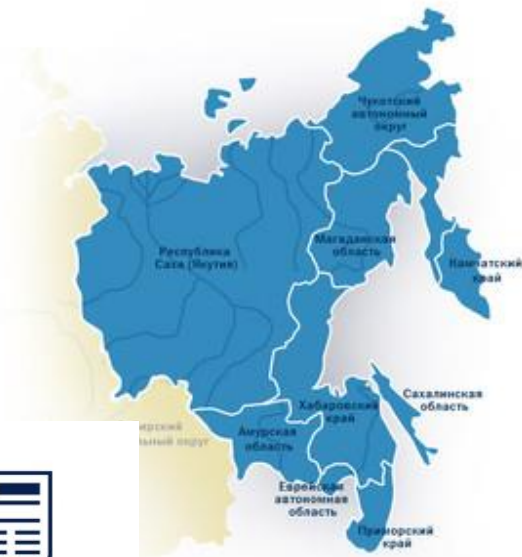 Чукотский
автономный
округ
Магаданская
область
Республика
Саха (Якутия)
Камчатский
край
Сахалинская
область
Хабаровский
край
Амурская
область
округ
Еврейская
автономная
область
Приморский
край